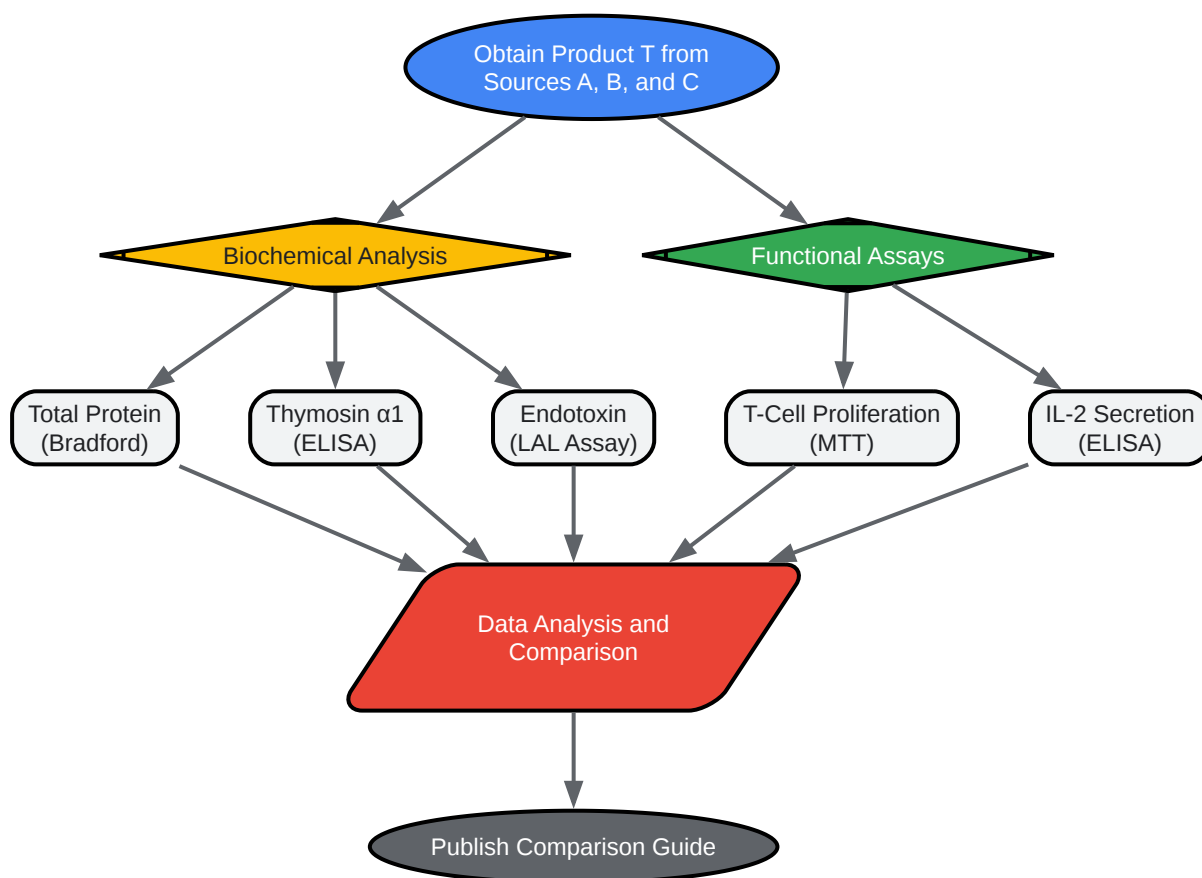 Obtain Product T from
Sources A, B, and C
Biochemical Analysis
Functional Assays
Total Protein
(Bradford)
Thymosin α1
(ELISA)
Endotoxin
(LAL Assay)
T-Cell Proliferation
(MTT)
IL-2 Secretion
(ELISA)
Data Analysis and
Comparison
Publish Comparison Guide